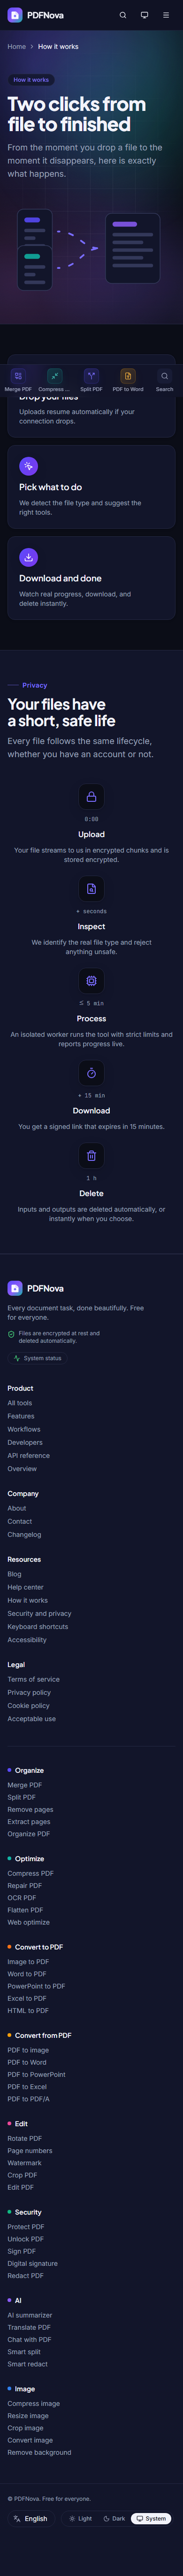 PDFNova
Home > How it works
How it works
Two clicks from
file to finished
From the moment you drop a file to the
moment it disappears, here is exactly
what happens.
Merge PDF
Compress ...
Split PDF
PDF to Word
Search
Uploads resume automatically if your
connection drops.
Pick what to do
We detect the file type and suggest the
right tools.
Download and done
Watch real progress, download, and
delete instantly.
Privacy
Your files have
a short, safe life
Every file follows the same lifecycle,
whether you have an account or not.
0:00
Upload
Your file streams to us in encrypted chunks and is
stored encrypted.
+ seconds
Inspect
We identify the real file type and reject
anything unsafe.
≤ 5 min
Process
An isolated worker runs the tool with strict limits and
reports progress live.
+ 15 min
Download
You get a signed link that expires in 15 minutes.
1 h
Delete
Inputs and outputs are deleted automatically, or
instantly when you choose.
PDFNova
Every document task, done beautifully. Free
for everyone.
Files are encrypted at rest and
deleted automatically.
System status
Product
All tools
Features
Workflows
Developers
API reference
Overview
Company
About
Contact
Changelog
Resources
Blog
Help center
How it works
Security and privacy
Keyboard shortcuts
Accessibility
Legal
Terms of service
Privacy policy
Cookie policy
Acceptable use
Organize
Merge PDF
Split PDF
Remove pages
Extract pages
Organize PDF
Optimize
Compress PDF
Repair PDF
OCR PDF
Flatten PDF
Web optimize
Convert to PDF
Image to PDF
Word to PDF
PowerPoint to PDF
Excel to PDF
HTML to PDF
Convert from PDF
PDF to image
PDF to Word
PDF to PowerPoint
PDF to Excel
PDF to PDF/A
Edit
Rotate PDF
Page numbers
Watermark
Crop PDF
Edit PDF
Security
Protect PDF
Unlock PDF
Sign PDF
Digital signature
Redact PDF
AI
AI summarizer
Translate PDF
Chat with PDF
Smart split
Smart redact
Image
Compress image
Resize image
Crop image
Convert image
Remove background
© PDFNova. Free for everyone.
English
Light
Dark
System